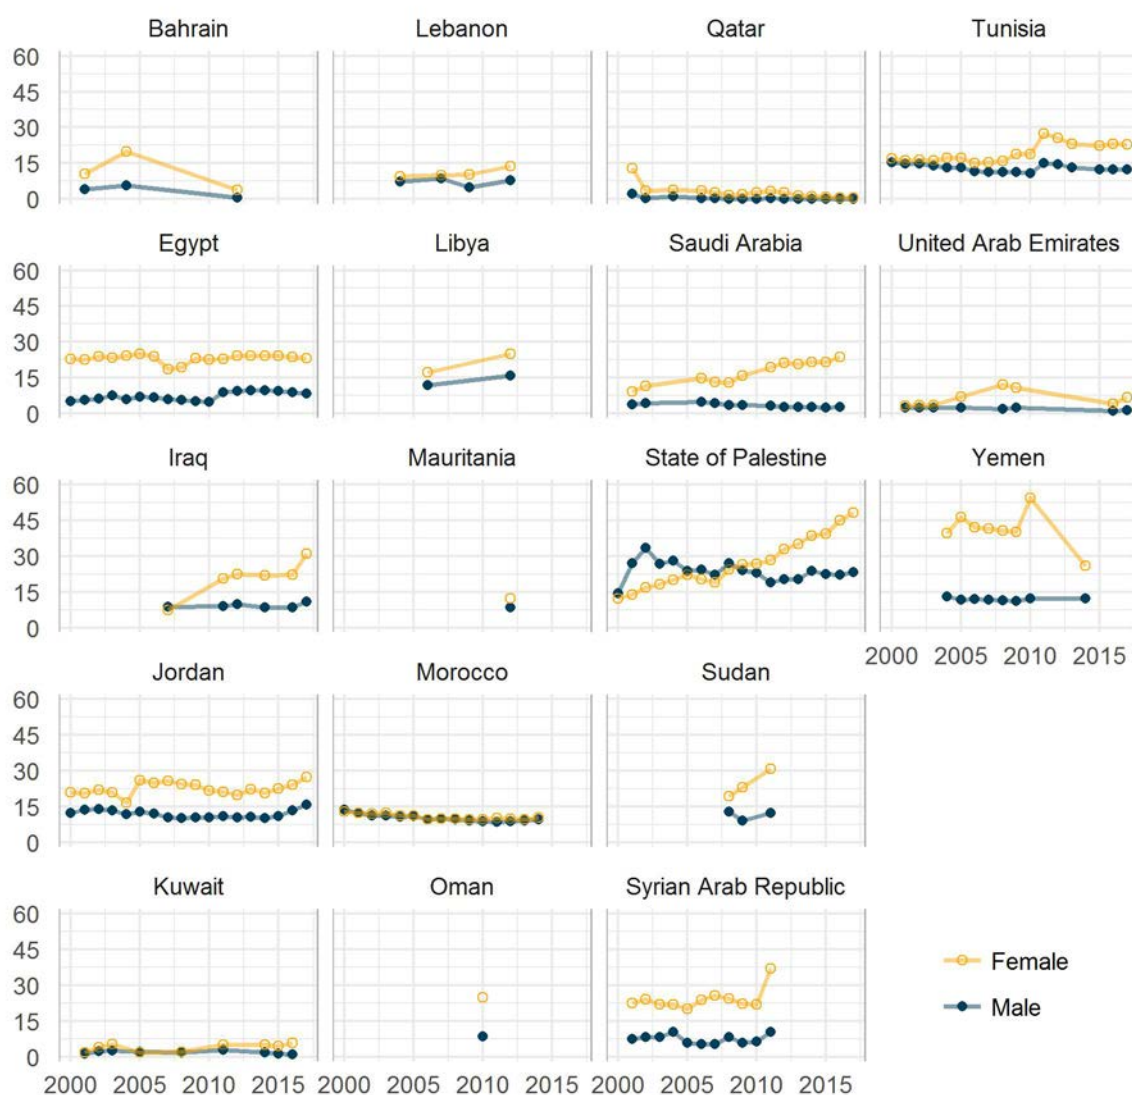 Bahrain Lebanon Qatar Tunisia
60
45
30
15
0
Egypt Libya Saudi Arabia United Arab Emirates
60
45
30
15
0
Iraq Mauritania State of Palestine Yemen
60
45
30
15
0
2000 2005 2010 2015
Jordan Morocco Sudan
60
45
30
15
0
Kuwait Oman Syrian Arab Republic
60
45
30
15
0
2000 2005 2010 2015 2000 2005 2010 2015 2000 2005 2010 2015
Female
Male